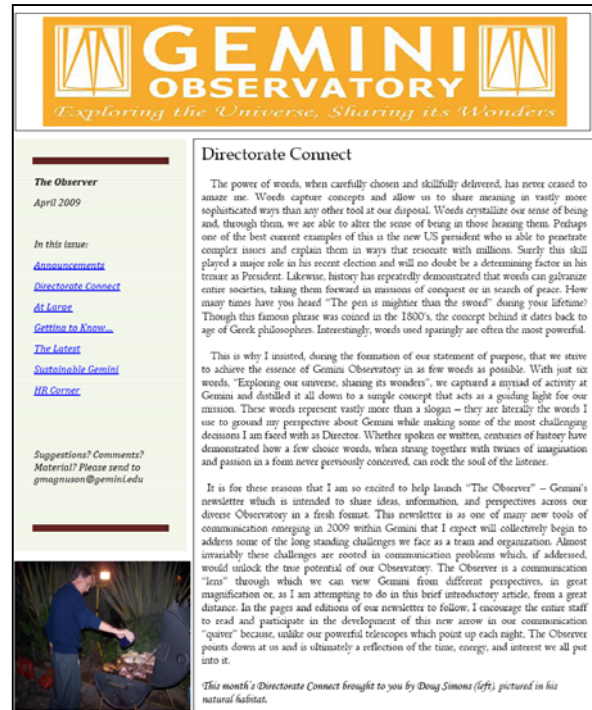 GEMINI
OBSERVATORY
Exploring the Universe, Sharing its Wonders
The Observer
April 2009
In this issue:
Announcements
Directorate Connect
At Large
Getting to Know...
The Latest
Sustainable Gemini
HR Corner
Suggestions? Comments?
Material? Please send to
gmagnuson@gemini.edu
Directorate Connect
The power of words, when carefully chosen and skillfully delivered, has never ceased to
amaze me. Words capture concepts and allow us to share meaning in vastly more
sophisticated ways than any other tool at our disposal. Words crystallize our sense of being
and, through them, we are able to alter the sense of being in those hearing them. Perhaps
one of the best current examples of this is the new US president who is able to penetrate
complex issues and explain them in ways that resonate with millions. Surely this skill
played a major role in his recent election and will no doubt be a determining factor in his
tenure as President. Likewise, history has repeatedly demonstrated that words can galvanize
entire societies, taking them forward in missions of conquest or in search of peace. How
many times have you heard "The pen is mightier than the sword" during your lifetime?
Though this famous phrase was coined in the 1800's, the concept behind it dates back to
age of Greek philosophers. Interestingly, words used sparingly are often the most powerful.
This is why I insisted, during the formation of our statement of purpose, that we strive
to achieve the essence of Gemini Observatory in as few words as possible. With just six
words, "Exploring our universe, sharing its wonders", we captured a myriad of activity at
Gemini and distilled it all down to a simple concept that acts as a guiding light for our
mission. These words represent vastly more than a slogan – they are literally the words I
use to ground my perspective about Gemini while making some of the most challenging
decisions I am faced with as Director. Whether spoken or written, centuries of history have
demonstrated how a few choice words, when strung together with twines of imagination
and passion in a form never previously conceived, can rock the soul of the listener.
It is for these reasons that I am so excited to help launch "The Observer" – Gemini's
newsletter which is intended to share ideas, information, and perspectives across our
diverse Observatory in a fresh format. This newsletter is as one of many new tools of
communication emerging in 2009 within Gemini that I expect will collectively begin to
address some of the long standing challenges we face as a team and organization. Almost
invariably these challenges are rooted in communication problems which, if addressed,
would unlock the true potential of our Observatory. The Observer is a communication
"lens" through which we can view Gemini from different perspectives, in great
magnification or, as I am attempting to do in this brief introductory article, from a great
distance. In the pages and editions of our newsletter to follow, I encourage the entire staff
to read and participate in the development of this new arrow in our communication
"quiver" because, unlike our powerful telescopes which point up each night, The Observer
points down at us and is ultimately a reflection of the time, energy, and interest we all put
into it.
This month's Directorate Connect brought to you by Doug Simons (left), pictured in his
natural habitat.